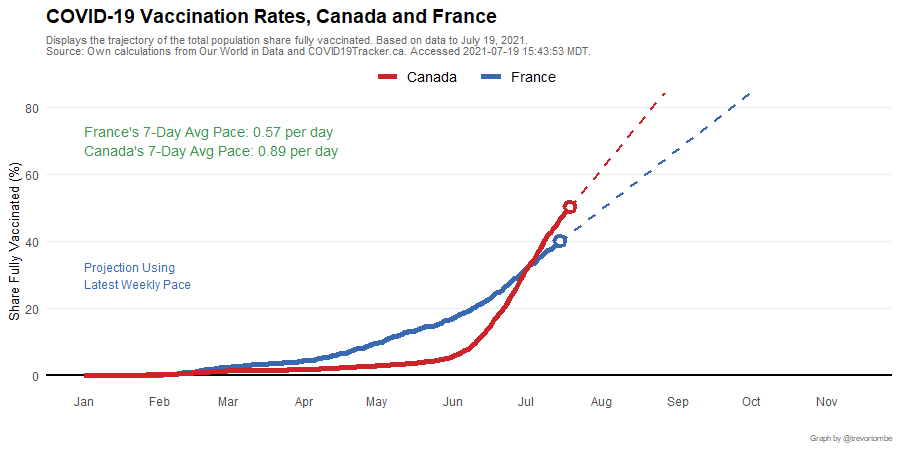 COVID-19 Vaccination Rates, Canada and France
Displays the trajectory of the total population share fully vaccinated. Based on data to July 19, 2021.
Source: Own calculations from Our World in Data and COVID19Tracker.ca. Accessed 2021-07-19 15:43:53 MDT.
Canada France
80
France's 7-Day Avg Pace: 0.57 per day
Canada's 7-Day Avg Pace: 0.89 per day
60
Share Fully Vaccinated (%)
40
Projection Using
Latest Weekly Pace
20
0
Jan Feb Mar Apr May Jun Jul Aug Sep Oct Nov
Graph by @trevortombe